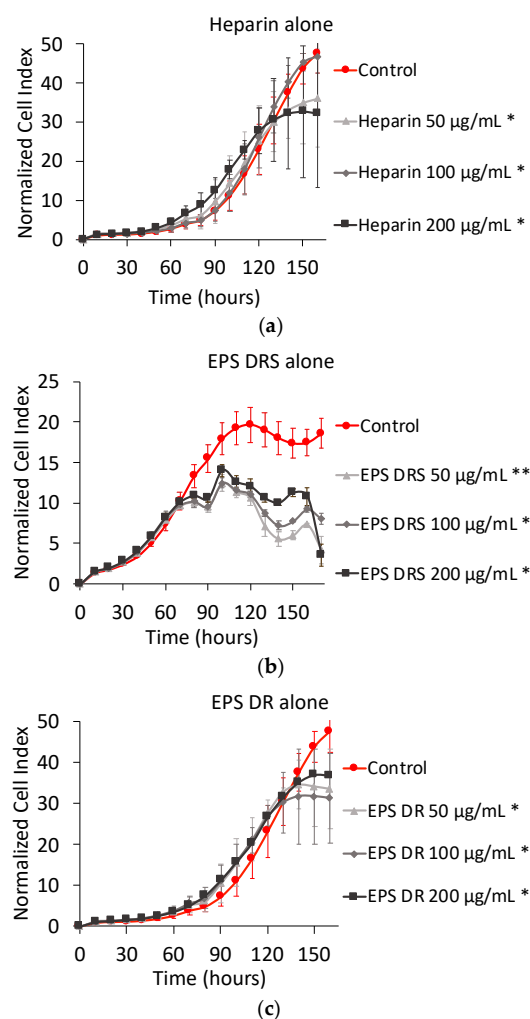 Heparin alone
Normalized Cell Index
50
40
30
20
10
0
0 30 60 90 120 150
Time (hours)
Control
Heparin 50 µg/mL *
Heparin 100 µg/mL *
Heparin 200 µg/mL *
(a)
EPS DRS alone
Normalized Cell Index
25
20
15
10
5
0
0 30 60 90 120 150
Time (hours)
Control
EPS DRS 50 µg/mL **
EPS DRS 100 µg/mL *
EPS DRS 200 µg/mL *
(b)
EPS DR alone
Normalized Cell Index
50
40
30
20
10
0
0 30 60 90 120 150
Time (hours)
Control
EPS DR 50 µg/mL *
EPS DR 100 µg/mL *
EPS DR 200 µg/mL *
(c)